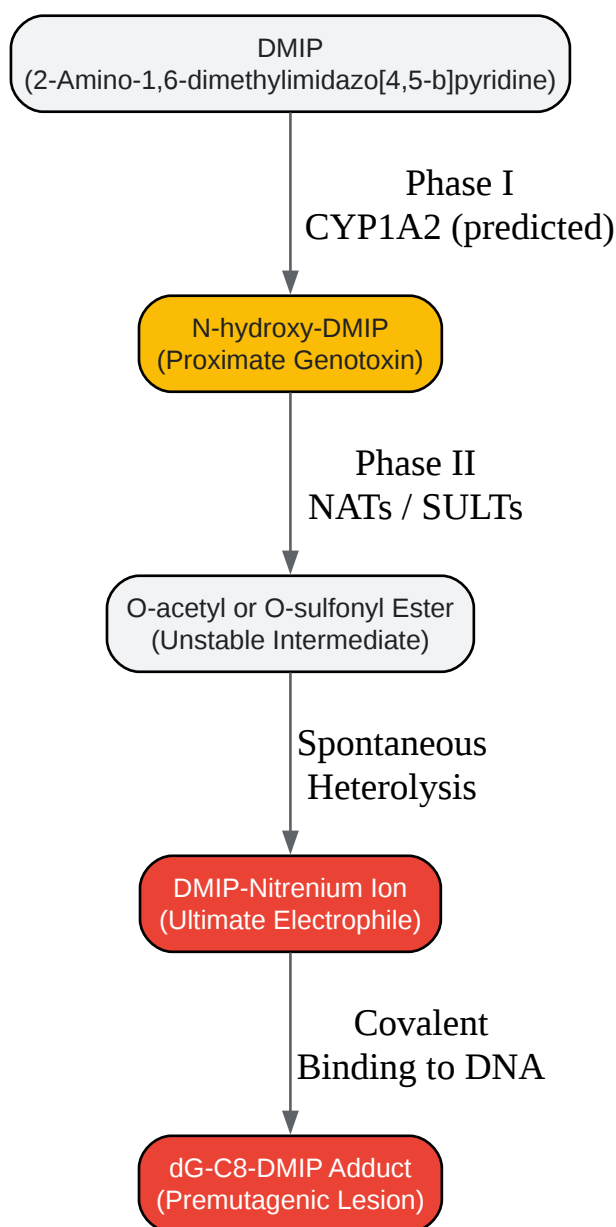 DMIP
(2-Amino-1,6-dimethylimidazo[4,5-b]pyridine)
Phase I
CYP1A2 (predicted)
N-hydroxy-DMIP
(Proximate Genotoxin)
Phase II
NATs / SULTs
O-acetyl or O-sulfonyl Ester
(Unstable Intermediate)
Spontaneous
Heterolysis
DMIP-Nitrenium Ion
(Ultimate Electrophile)
Covalent
Binding to DNA
dG-C8-DMIP Adduct
(Premutagenic Lesion)